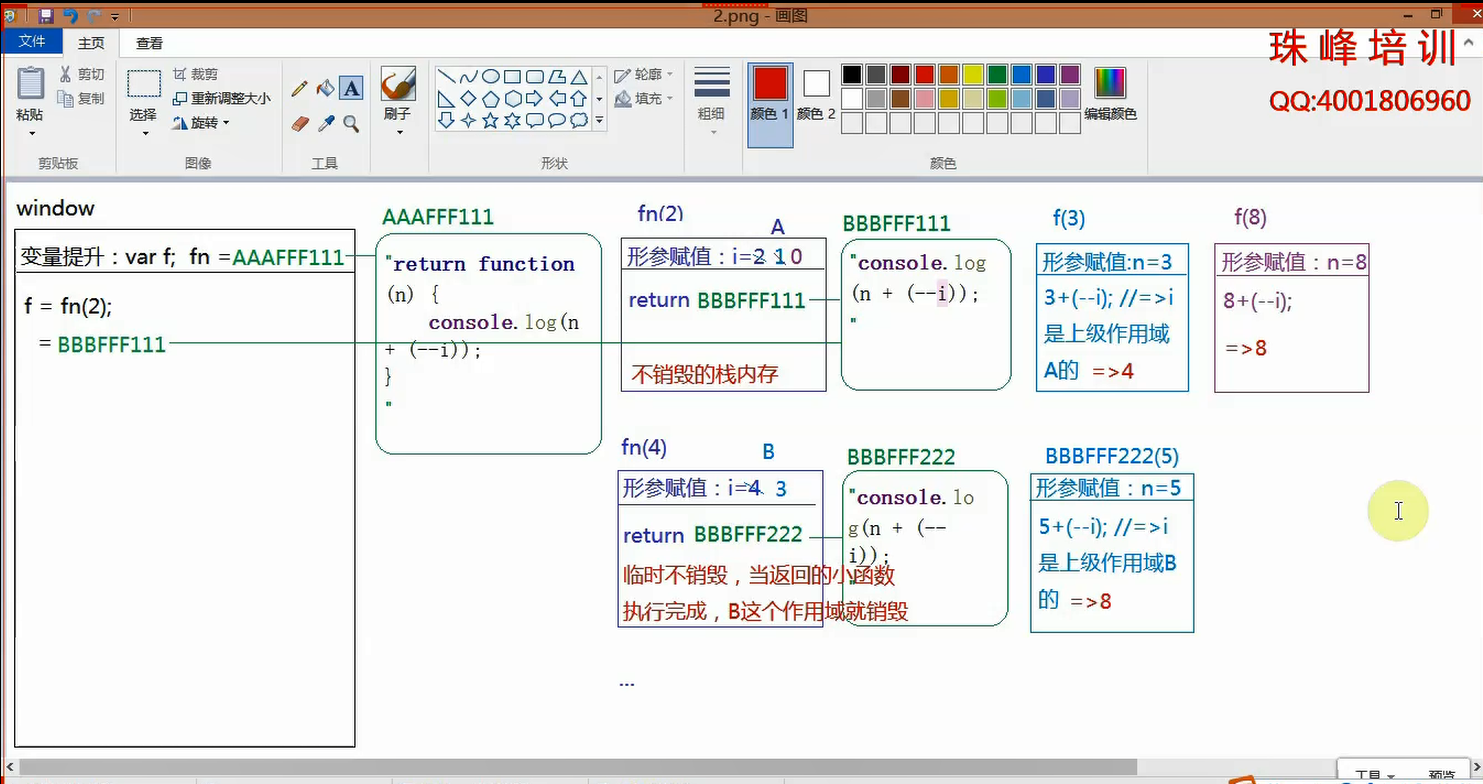 2.png - 画图
文件
主页
查看
珠峰培训
QQ:4001806960
粘贴
剪切
复制
剪贴板
选择
裁剪
重新调整大小
旋转
图像
A
工具
刷子
形状
轮廓
填充
粗细
颜色 1
颜色 2
编辑颜色
颜色
window
变量提升：var f; fn =AAAFFF111
f = fn(2);
= BBBFFF111
AAAFFF111
"return function
(n) {
console.log(n
+ (--i));
}
"
fn(2)
A
形参赋值：i=2 1 0
return BBBFFF111
不销毁的栈内存
BBBFFF111
"console.log
(n + (--i));
"
f(3)
形参赋值:n=3
3+(--i); //=>i
是上级作用域
A的 =>4
f(8)
形参赋值：n=8
8+(--i);
=>8
fn(4)
B
形参赋值：i=4 3
return BBBFFF222
临时不销毁，当返回的小函数
执行完成，B这个作用域就销毁
BBBFFF222
"console.lo
g(n + (--
i));
"
BBBFFF222(5)
形参赋值：n=5
5+(--i); //=>i
是上级作用域B
的 =>8
...
工具
预览